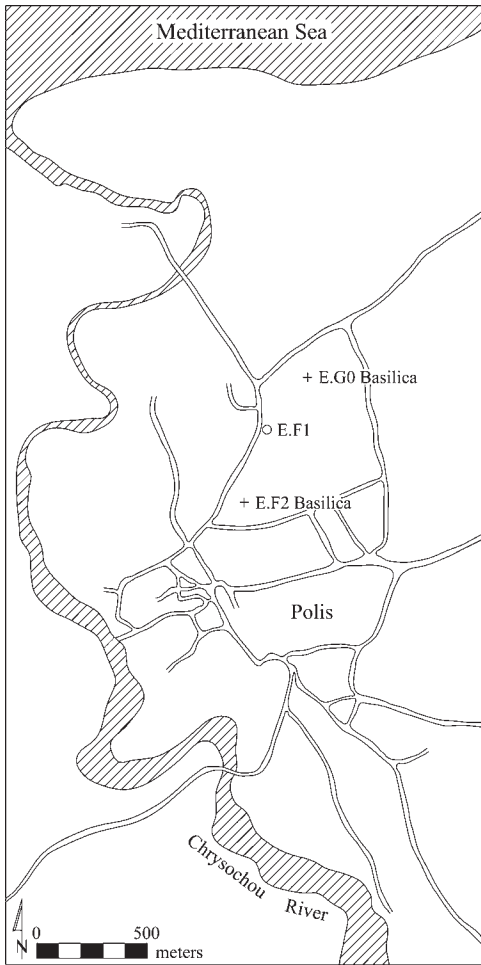 Mediterranean Sea
+ E.G0 Basilica
E.F1
+ E.F2 Basilica
Polis
Chrysochou River
N
0 500
meters